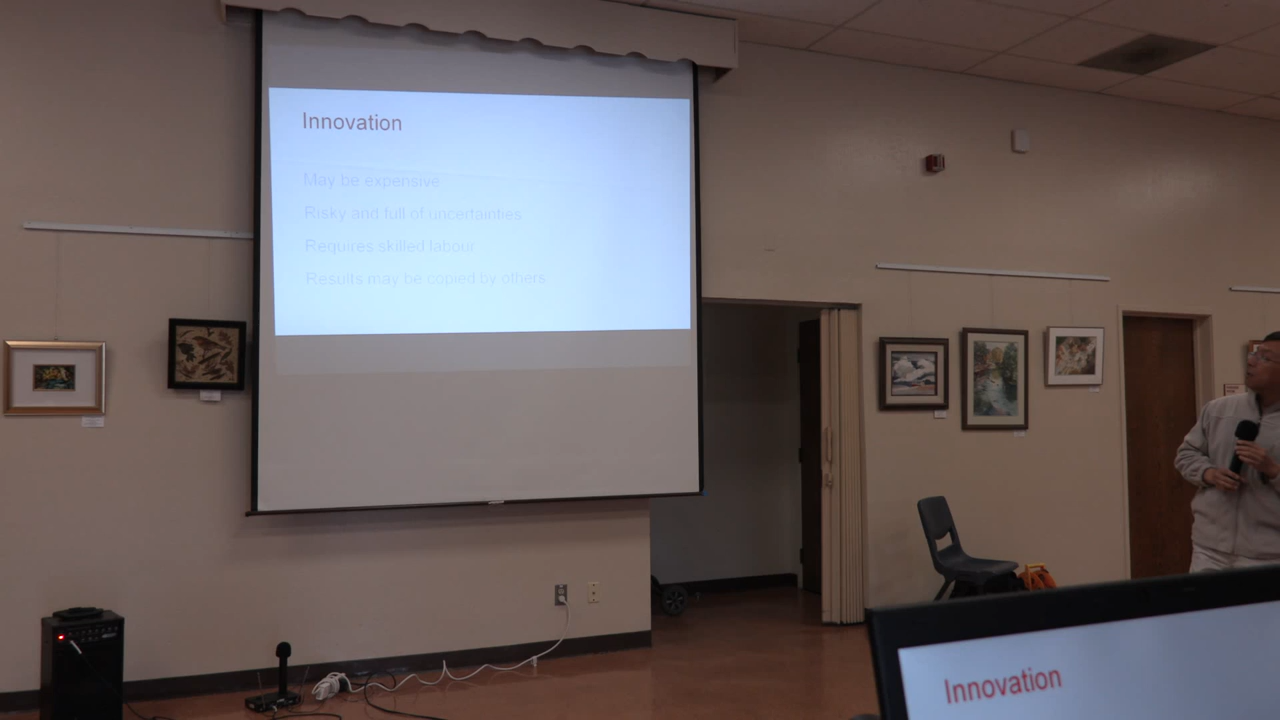 Innovation
May be expensive
Risky and full of uncertainties
Requires skilled labour
Results may be copied by others
Innovation